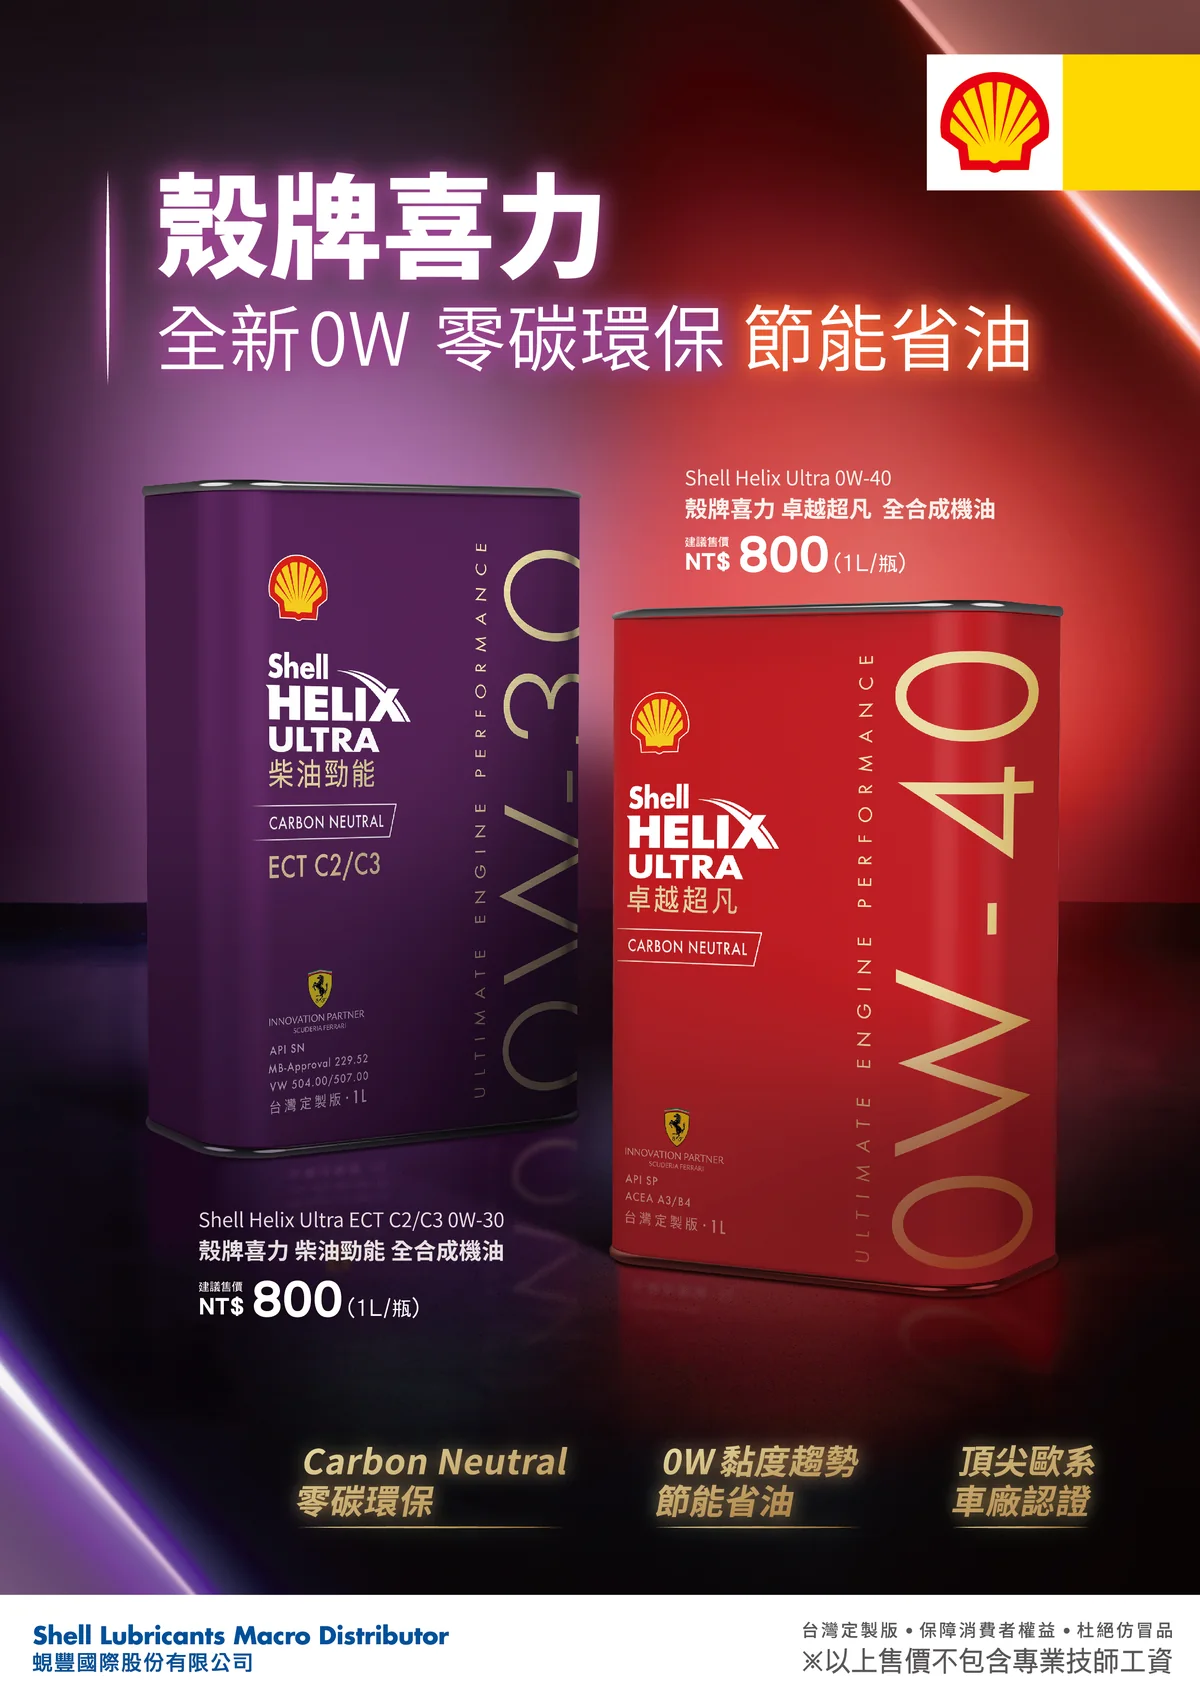 殼牌喜力
全新0W 零碳環保 節能省油
Shell Helix Ultra 0W-40
殼牌喜力 卓越超凡 全合成機油
建議售價
NT$ 800 (1L/瓶)
Shell
HELIX
ULTRA
柴油勁能
CARBON NEUTRAL
ECT C2/C3
INNOVATION PARTNER
SCUDERIA FERRARI
API SN
MB-Approval 229.52
VW 504.00/507.00
台灣定製版・1L
ULTIMATE ENGINE PERFORMANCE
0W-30
Shell
HELIX
ULTRA
卓越超凡
CARBON NEUTRAL
INNOVATION PARTNER
SCUDERIA FERRARI
API SP
ACEA A3/B4
台灣定製版・1L
ULTIMATE ENGINE PERFORMANCE
0W-40
Shell Helix Ultra ECT C2/C3 0W-30
殼牌喜力 柴油勁能 全合成機油
建議售價
NT$ 800 (1L/瓶)
Carbon Neutral
零碳環保
0W黏度趨勢
節能省油
頂尖歐系
車廠認證
Shell Lubricants Macro Distributor
蜆豐國際股份有限公司
台灣定製版・保障消費者權益・杜絕仿冒品
※以上售價不包含專業技師工資